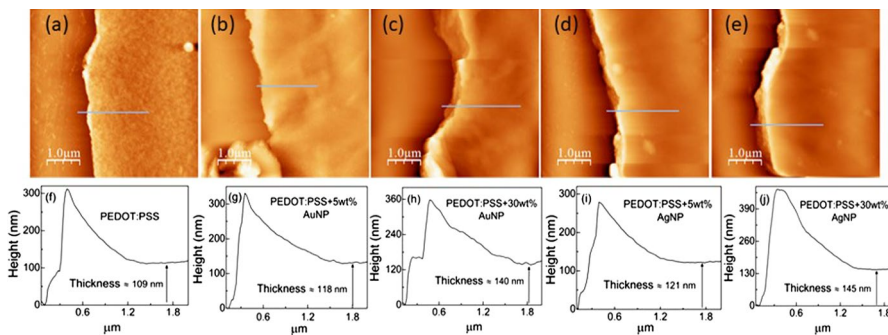 (a) (b) (c) (d) (e)
1.0µm 1.0µm 1.0µm 1.0µm 1.0µm
(f) PEDOT:PSS
Height (nm)
300
200
100
0
Thickness ≈ 109 nm
0.6 1.2 1.8
µm
(g) PEDOT:PSS+5wt%
AuNP
Height (nm)
300
200
100
0
Thickness ≈ 118 nm
0.6 1.2 1.8
µm
(h) PEDOT:PSS+30wt%
AuNP
Height (nm)
360
240
120
0
Thickness ≈ 140 nm
0.6 1.2 1.8
µm
(i) PEDOT:PSS+5wt%
AgNP
Height (nm)
300
200
100
0
Thickness ≈ 121 nm
0.6 1.2 1.8
µm
(j) PEDOT:PSS+30wt%
AgNP
Height (nm)
450
300
150
0
Thickness ≈ 145 nm
0.6 1.2 1.8
µm